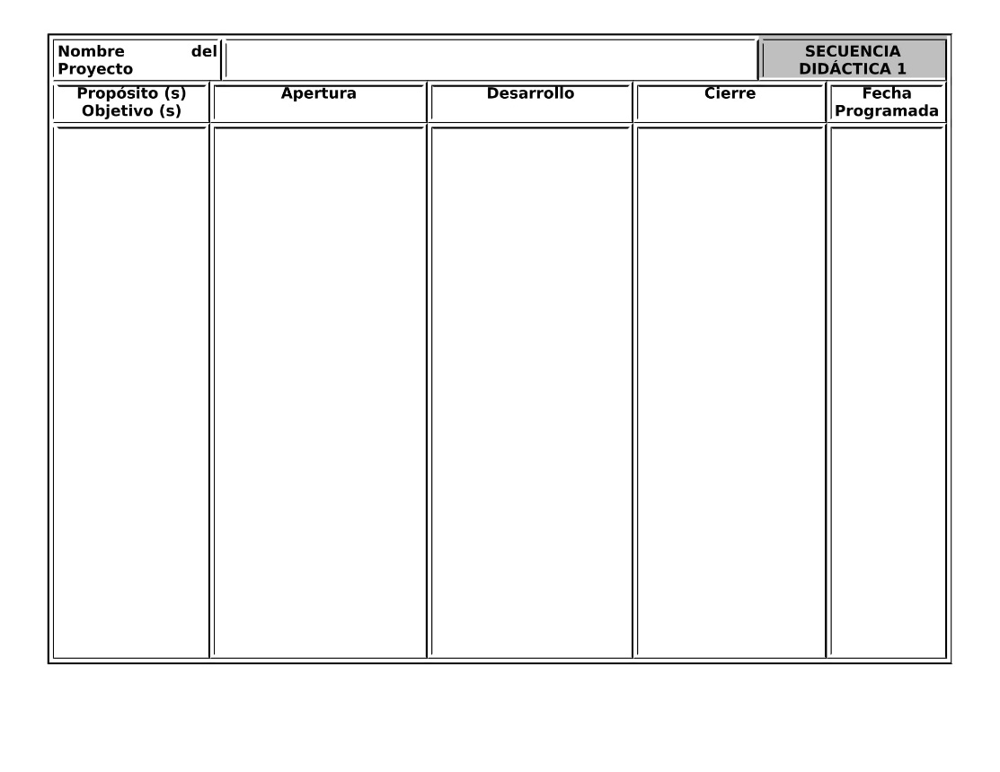 Nombre del
Proyecto
SECUENCIA
DIDÁCTICA 1
Propósito (s)
Objetivo (s)
Apertura
Desarrollo
Cierre
Fecha
Programada